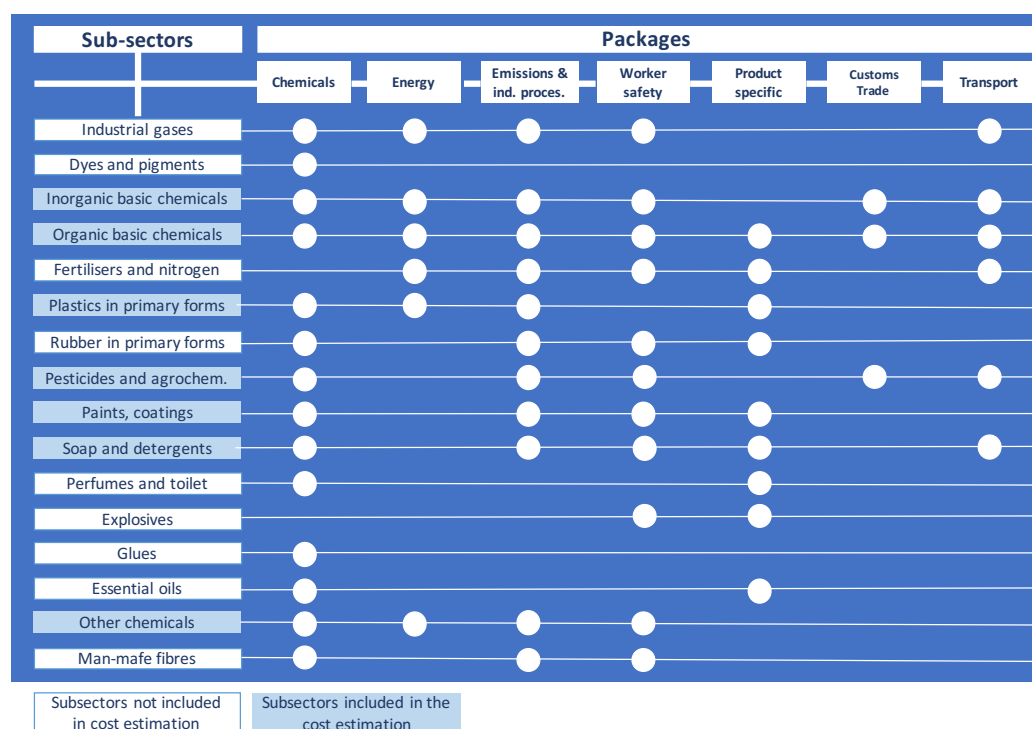 Sub-sectors
Packages
Chemicals
Energy
Emissions &
ind. proces.
Worker
safety
Product
specific
Customs
Trade
Transport
Industrial gases
Dyes and pigments
Inorganic basic chemicals
Organic basic chemicals
Fertilisers and nitrogen
Plastics in primary forms
Rubber in primary forms
Pesticides and agrochem.
Paints, coatings
Soap and detergents
Perfumes and toilet
Explosives
Glues
Essential oils
Other chemicals
Man-mafe fibres
Subsectors not included
in cost estimation
Subsectors included in the
cost estimation